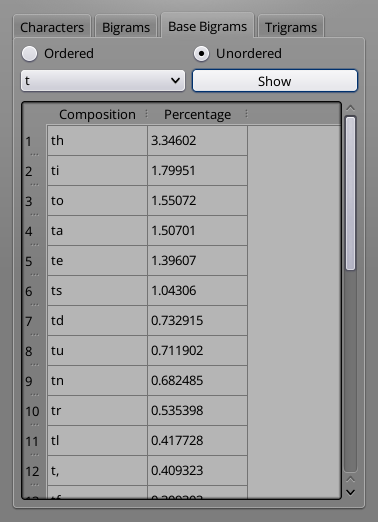 Characters Bigrams Base Bigrams Trigrams
Ordered Unordered
t Show
Composition Percentage
1 th 3.34602
2 ti 1.79951
3 to 1.55072
4 ta 1.50701
5 te 1.39607
6 ts 1.04306
7 td 0.732915
8 tu 0.711902
9 tn 0.682485
10 tr 0.535398
11 tl 0.417728
12 t, 0.409323